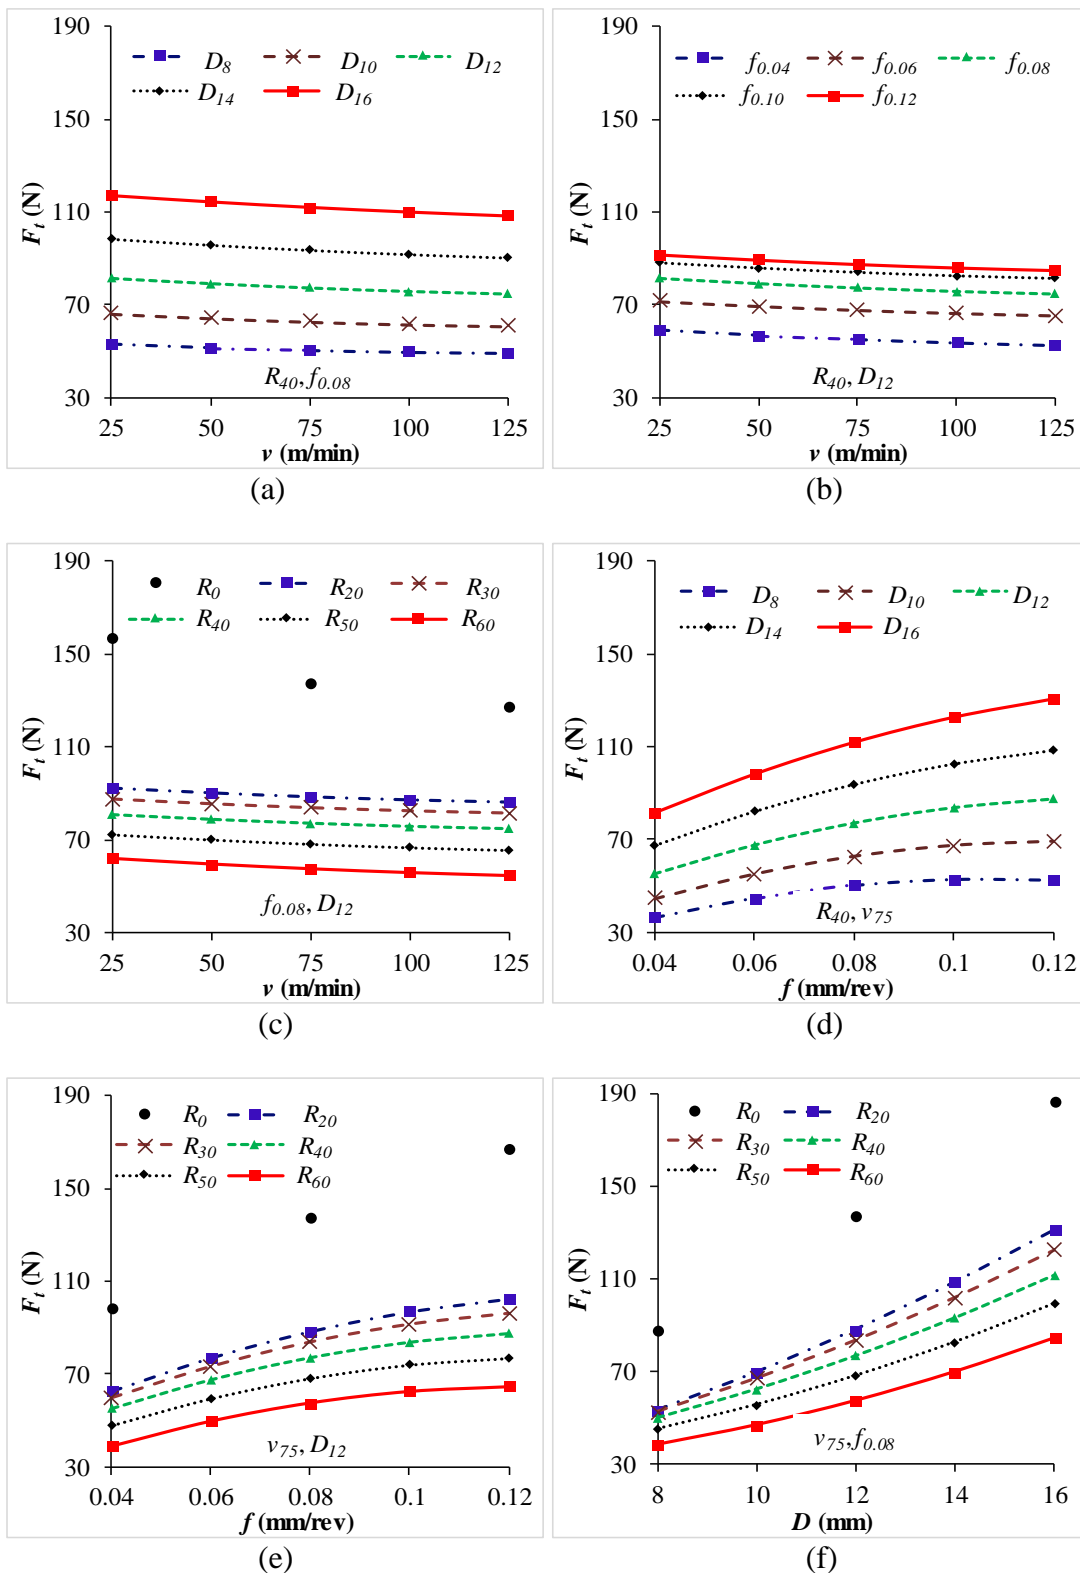 190
D8 D10 D12
D14 D16
150
110
70
30
Ft (N)
R40, f0.08
25 50 75 100 125
v (m/min)
(a)
190
f0.04 f0.06 f0.08
f0.10 f0.12
150
110
70
30
Ft (N)
R40, D12
25 50 75 100 125
v (m/min)
(b)
190
R0 R20 R30
R40 R50 R60
150
110
70
30
Ft (N)
f0.08, D12
25 50 75 100 125
v (m/min)
(c)
190
D8 D10 D12
D14 D16
150
110
70
30
Ft (N)
R40, v75
0.04 0.06 0.08 0.1 0.12
f (mm/rev)
(d)
190
R0 R20
R30 R40
R50 R60
150
110
70
30
Ft (N)
v75, D12
0.04 0.06 0.08 0.1 0.12
f (mm/rev)
(e)
190
R0 R20
R30 R40
R50 R60
150
110
70
30
Ft (N)
v75, f0.08
8 10 12 14 16
D (mm)
(f)